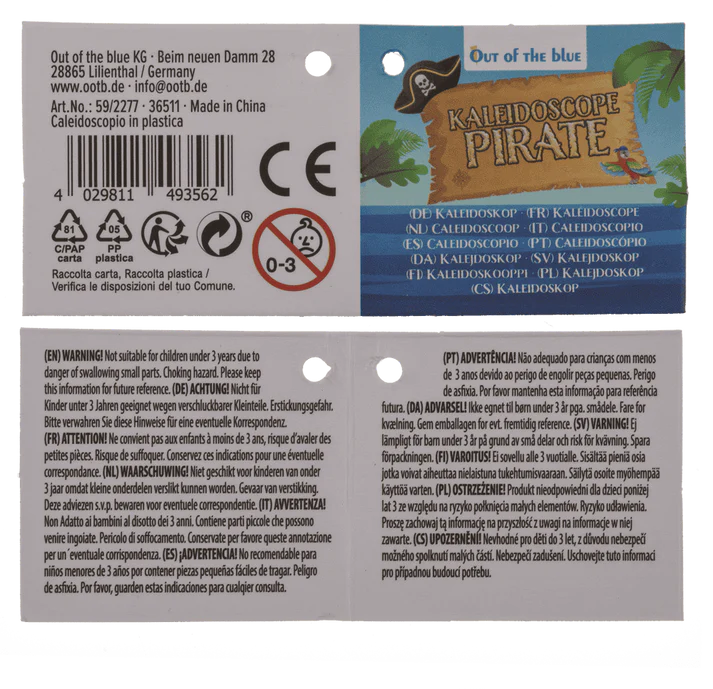 Out of the blue KG · Beim neuen Damm 28
28865 Lilienthal / Germany
www.ootb.de · info@ootb.de
Art.No.: 59/2277 · 36511 · Made in China
Caleidoscopio in plastica
4 029811 493562
CE
81
C/PAP
carta
05
PP
plastica
®
0-3
Raccolta carta, Raccolta plastica /
Verifica le disposizioni del tuo Comune.
OUT OF THE BLUE
KALEIDOSCOPE
PIRATE
(DE) KALEIDOSKOP · (FR) KALEIDOSCOPE
(NL) CALEIDOSCOOP · (IT) CALEIDOSCOPIO
(ES) CALEIDOSCOPIO · (PT) CALEIDOSCÓPIO
(DA) KALEJDOSKOP · (SV) KALEJDOSKOP
(FI) KALEIDOSKOOPPI · (PL) KALEJDOSKOP
(CS) KALEIDOSKOP
(EN) WARNING! Not suitable for children under 3 years due to
danger of swallowing small parts. Choking hazard. Please keep
this information for future reference. (DE) ACHTUNG! Nicht für
Kinder unter 3 Jahren geeignet wegen verschluckbarer Kleinteile. Erstickungsgefahr.
Bitte verwahren Sie diese Hinweise für eine eventuelle Korrespondenz.
(FR) ATTENTION! Ne convient pas aux enfants à moins de 3 ans, risque d'avaler des
petites pièces. Risque de suffoquer. Conservez ces indications pour une éventuelle
correspondance. (NL) WAARSCHUWING! Niet geschikt voor kinderen van onder
3 jaar omdat kleine onderdelen verslikt kunnen worden. Gevaar van verstikking.
Deze adviezen s.v.p. bewaren voor eventuele correspondentie. (IT) AVVERTENZA!
Non Adatto ai bambini al disotto dei 3 anni. Contiene parti piccole che possono
venire ingoiate. Pericolo di soffocamento. Conservate per favore queste annotazione
per un´eventuale corrispondenza. (ES) ¡ADVERTENCIA! No recomendable para
niños menores de 3 años por contener piezas pequeñas fáciles de tragar. Peligro
de asfixia. Por favor, guarden estas indicaciones para cualquier consulta.
(PT) ADVERTÊNCIA! Não adequado para crianças com menos
de 3 anos devido ao perigo de engolir peças pequenas. Perigo
de asfixia. Por favor mantenha esta informação para referência
futura. (DA) ADVARSEL! Ikke egnet til børn under 3 år pga. smådele. Fare for
kvælning. Gem emballagen for evt. fremtidig reference. (SV) VARNING! Ej
lämpligt för barn under 3 år på grund av små delar och risk för kvävning. Spara
förpackningen. (FI) VAROITUS! Ei sovellu alle 3 vuotialle. Sisältää pieniä osia
jotka voivat aiheuttaa nielaistuna tukehtumisvaaraan. Säilytä osoite myöhempää
käyttöä varten. (PL) OSTRZEŻENIE! Produkt nieodpowiedni dla dzieci poniżej
lat 3 ze względu na ryzyko połknięcia małych elementów. Ryzyko udławienia.
Proszę zachowaj tą informację na przyszłość z uwagi na informacje w niej
zawarte. (CS) UPOZORNĚNÍ! Nevhodné pro děti do 3 let, z důvodu nebezpečí
možného spolknutí malých částí. Nebezpečí zadušení. Uschovejte tuto informaci
pro případnou budoucí potřebu.